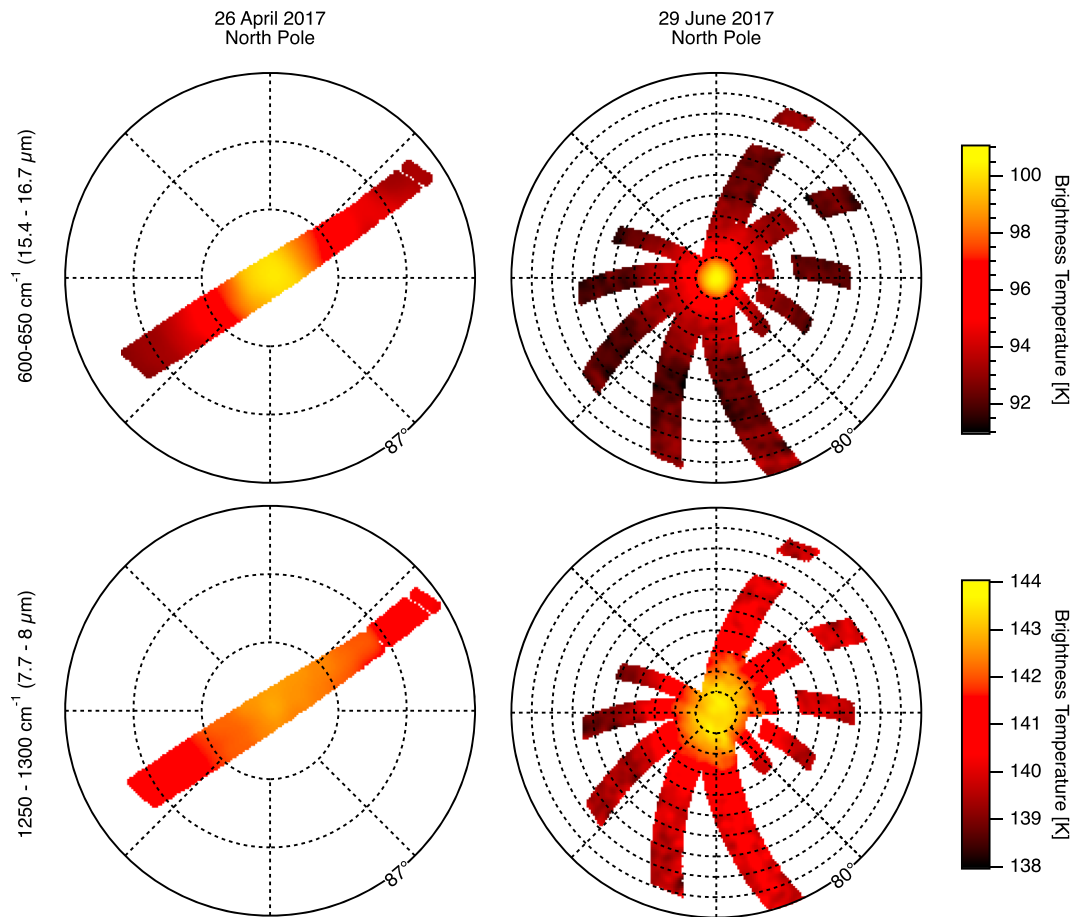 26 April 2017
North Pole
29 June 2017
North Pole
600-650 cm⁻¹ (15.4 - 16.7 µm)
87°
80°
100
98
96
94
92
Brightness Temperature [K]
1250 - 1300 cm⁻¹ (7.7 - 8 µm)
87°
80°
144
143
142
141
140
139
138
Brightness Temperature [K]